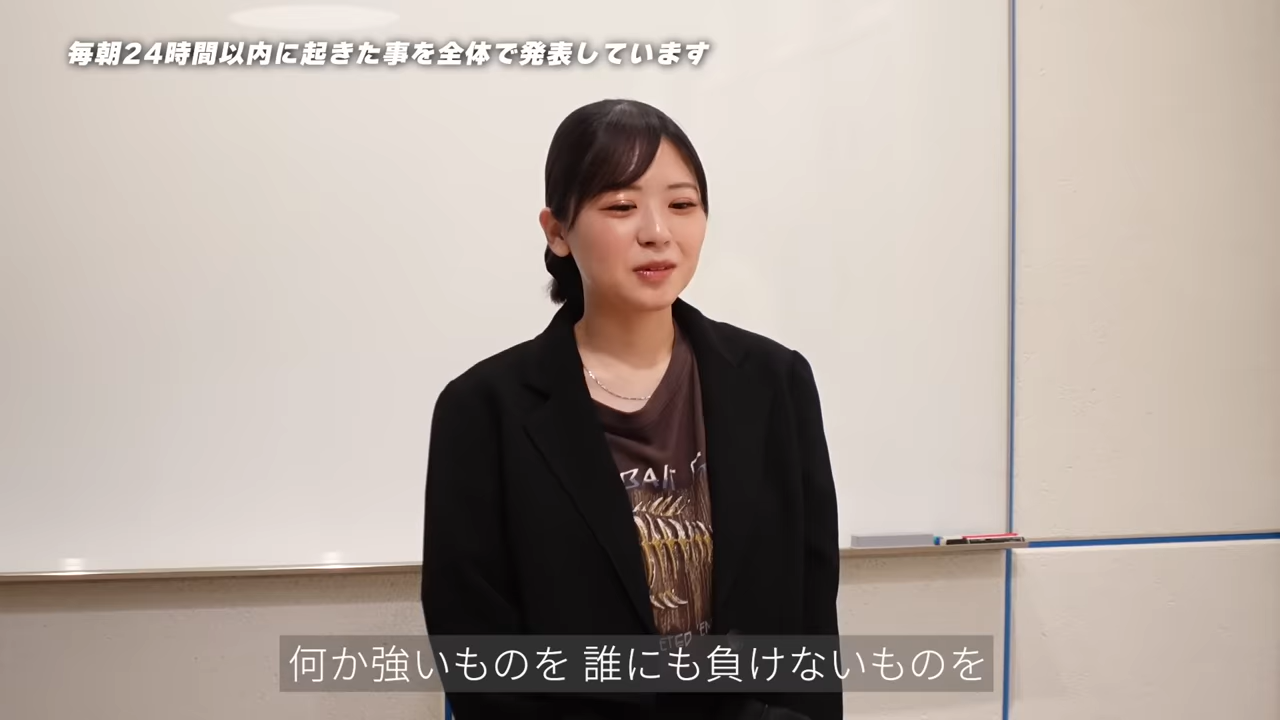 毎朝24時間以内に起きた事を全体で発表しています
何か強いものを 誰にも負けないものを